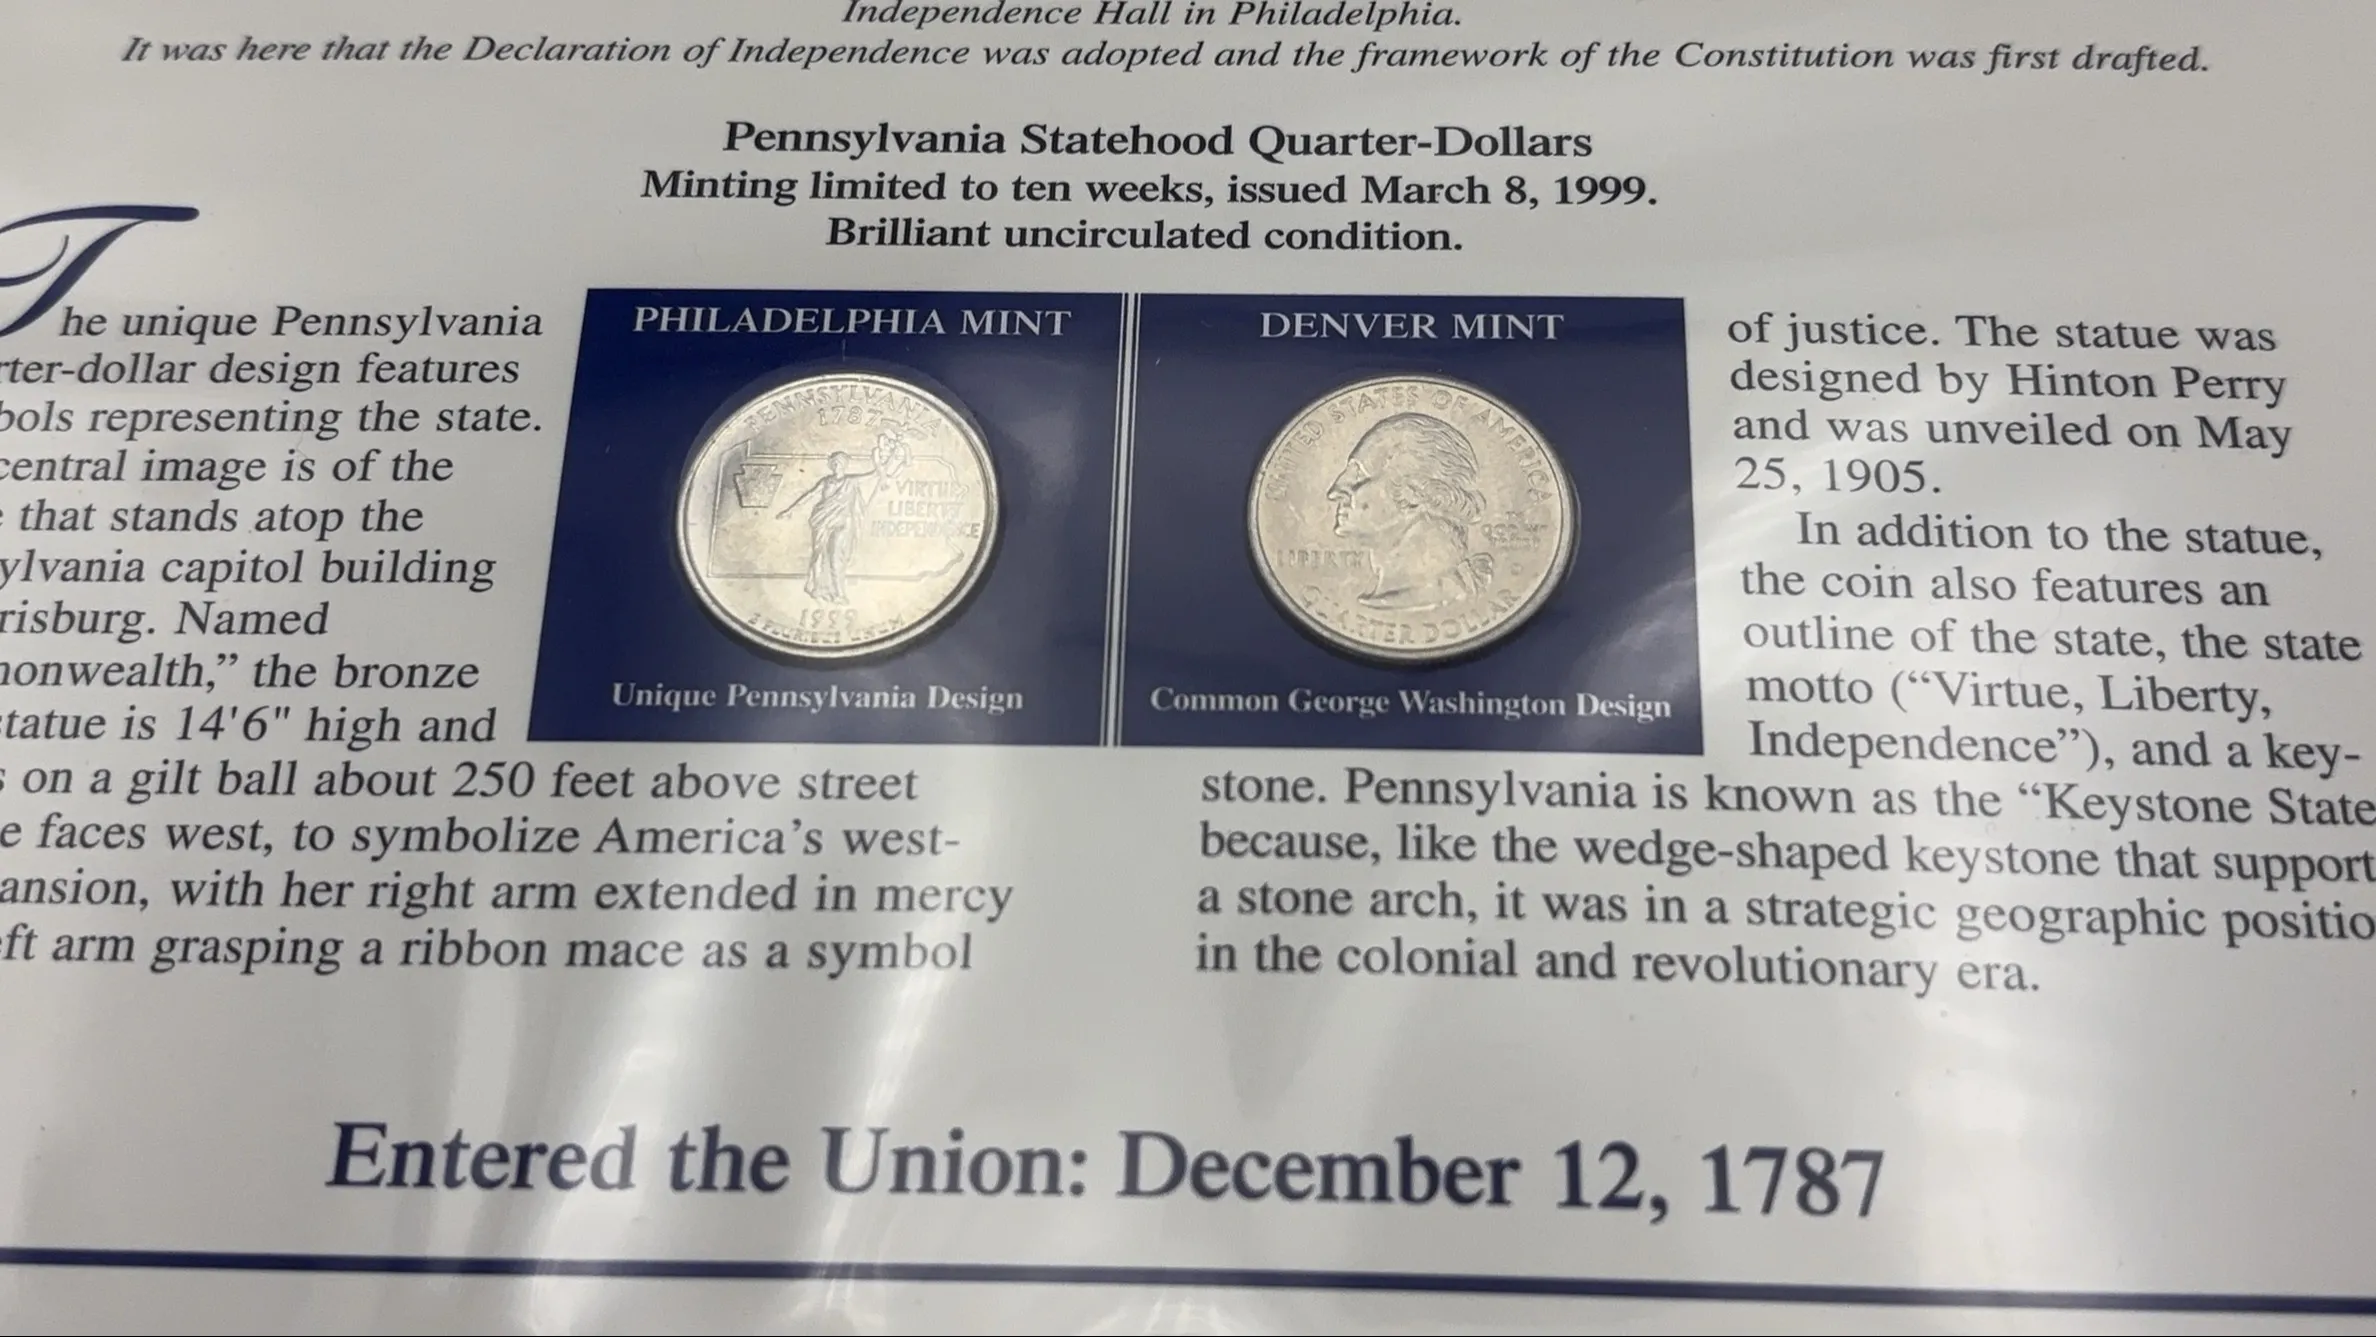 Independence Hall in Philadelphia.
It was here that the Declaration of Independence was adopted and the framework of the Constitution was first drafted.
Pennsylvania Statehood Quarter-Dollars
Minting limited to ten weeks, issued March 8, 1999.
Brilliant uncirculated condition.
The unique Pennsylvania
rter-dollar design features
bols representing the state.
central image is of the
that stands atop the
ylvania capitol building
risburg. Named
nonwealth,” the bronze
statue is 14'6" high and
s on a gilt ball about 250 feet above street
e faces west, to symbolize America’s west-
ansion, with her right arm extended in mercy
eft arm grasping a ribbon mace as a symbol
PHILADELPHIA MINT
PENNSYLVANIA
1787
VIRTUE
LIBERTY
INDEPENDENCE
1999
E PLURIBUS UNUM
Unique Pennsylvania Design
DENVER MINT
UNITED STATES OF AMERICA
LIBERTY
IN
GOD WE
QUARTER DOLLAR
Common George Washington Design
of justice. The statue was
designed by Hinton Perry
and was unveiled on May
25, 1905.
In addition to the statue,
the coin also features an
outline of the state, the state
motto (“Virtue, Liberty,
Independence”), and a key-
stone. Pennsylvania is known as the “Keystone State
because, like the wedge-shaped keystone that support
a stone arch, it was in a strategic geographic positio
in the colonial and revolutionary era.
Entered the Union: December 12, 1787